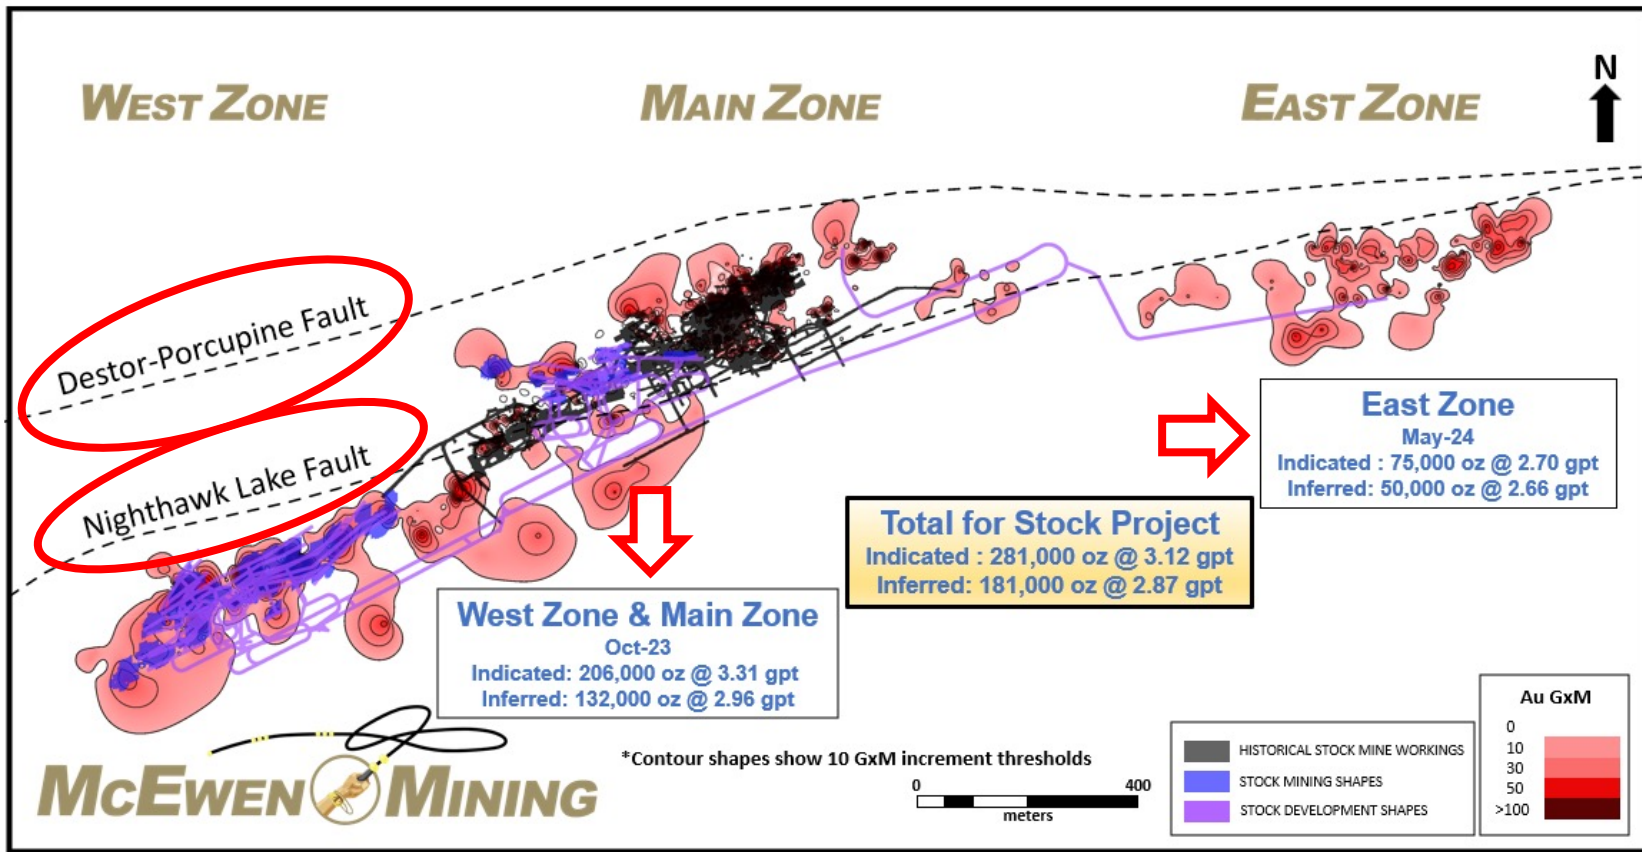 WEST ZONE
MAIN ZONE
EAST ZONE
N
Destor-Porcupine Fault
Nighthawk Lake Fault
East Zone
May-24
Indicated : 75,000 oz @ 2.70 gpt
Inferred: 50,000 oz @ 2.66 gpt
Total for Stock Project
Indicated : 281,000 oz @ 3.12 gpt
Inferred: 181,000 oz @ 2.87 gpt
West Zone & Main Zone
Oct-23
Indicated: 206,000 oz @ 3.31 gpt
Inferred: 132,000 oz @ 2.96 gpt
MCEWEN MINING
*Contour shapes show 10 GxM increment thresholds
0 400
meters
HISTORICAL STOCK MINE WORKINGS
STOCK MINING SHAPES
STOCK DEVELOPMENT SHAPES
Au GxM
0
10
30
50
>100